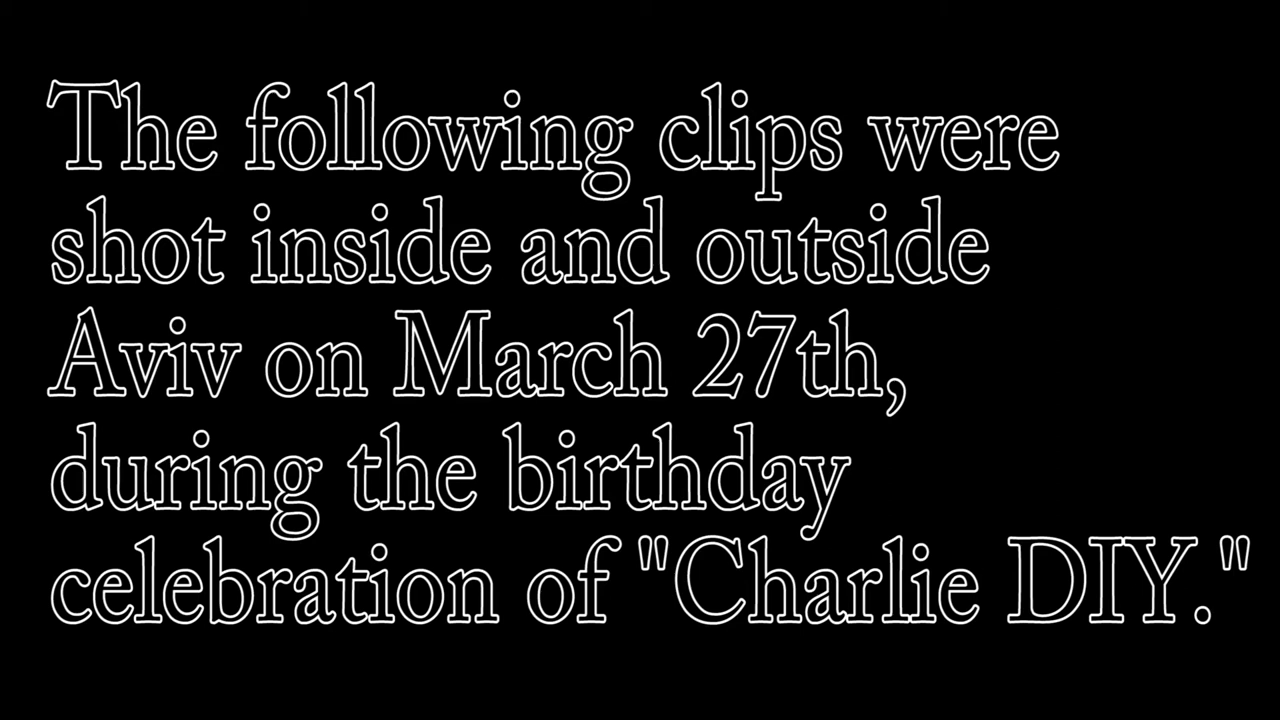 The following clips were
shot inside and outside
Aviv on March 27th,
during the birthday
celebration of "Charlie DIY."